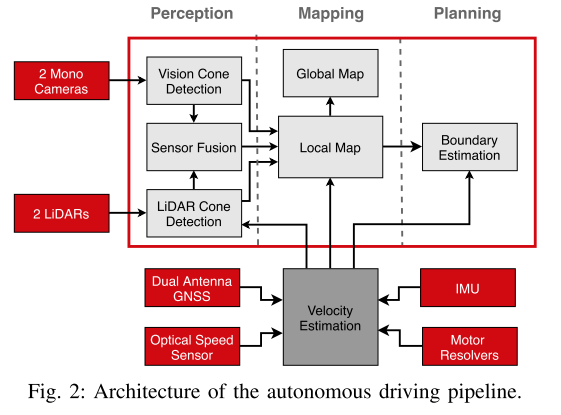 Perception
Mapping
Planning
2 Mono
Cameras
Vision Cone
Detection
Global Map
Sensor Fusion
Local Map
Boundary
Estimation
2 LiDARs
LiDAR Cone
Detection
Dual Antenna
GNSS
Velocity
Estimation
IMU
Optical Speed
Sensor
Motor
Resolvers
Fig. 2: Architecture of the autonomous driving pipeline.